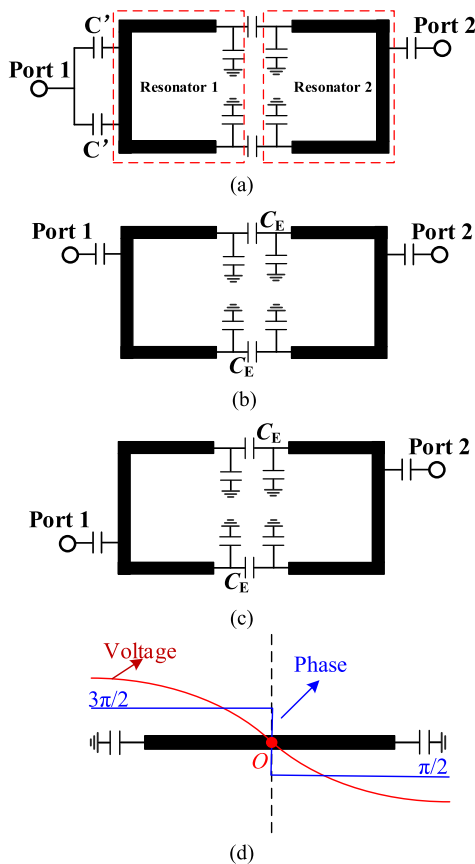 C’
Port 1
C’
Resonator 1
Resonator 2
Port 2
(a)
Port 1
C_E
Port 2
C_E
(b)
C_E
Port 2
Port 1
C_E
(c)
Voltage
Phase
3π/2
O
π/2
(d)